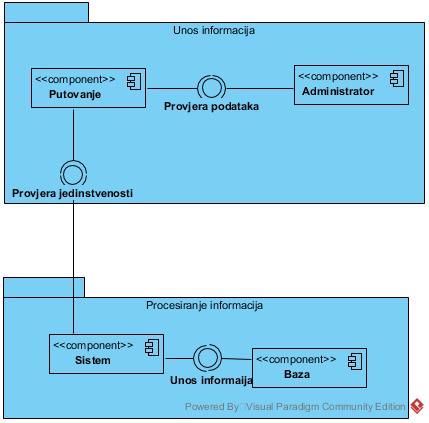 Unos informacija
<<component>>
Putovanje
<<component>>
Administrator
Provjera podataka
Provjera jedinstvenosti
Procesiranje informacija
<<component>>
Sistem
<<component>>
Baza
Unos informaija
Powered By Visual Paradigm Community Edition